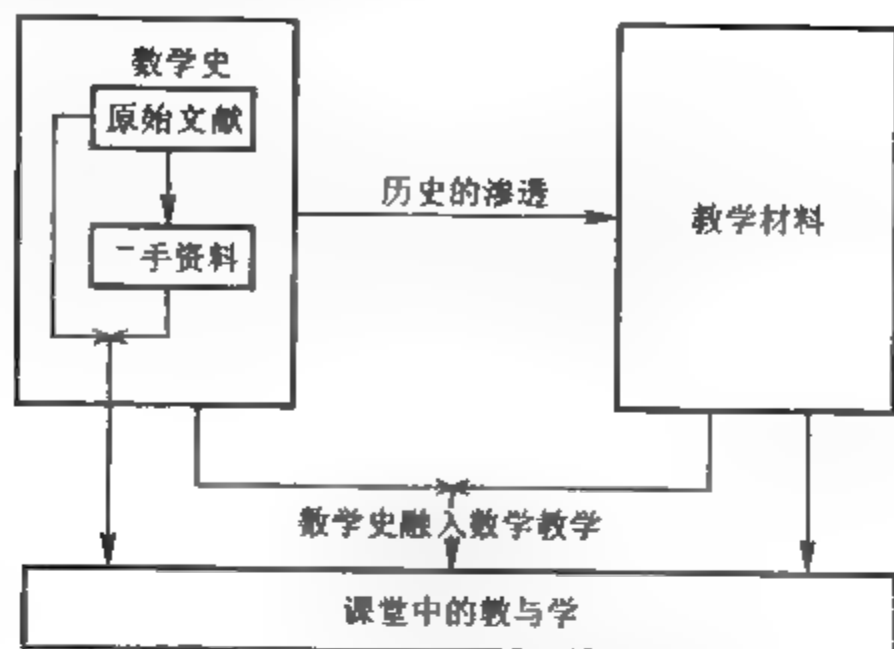 数学史
原始文献
历史的渗透
教学材料
二手资料
数学史融入数学教学
课堂中的教与学